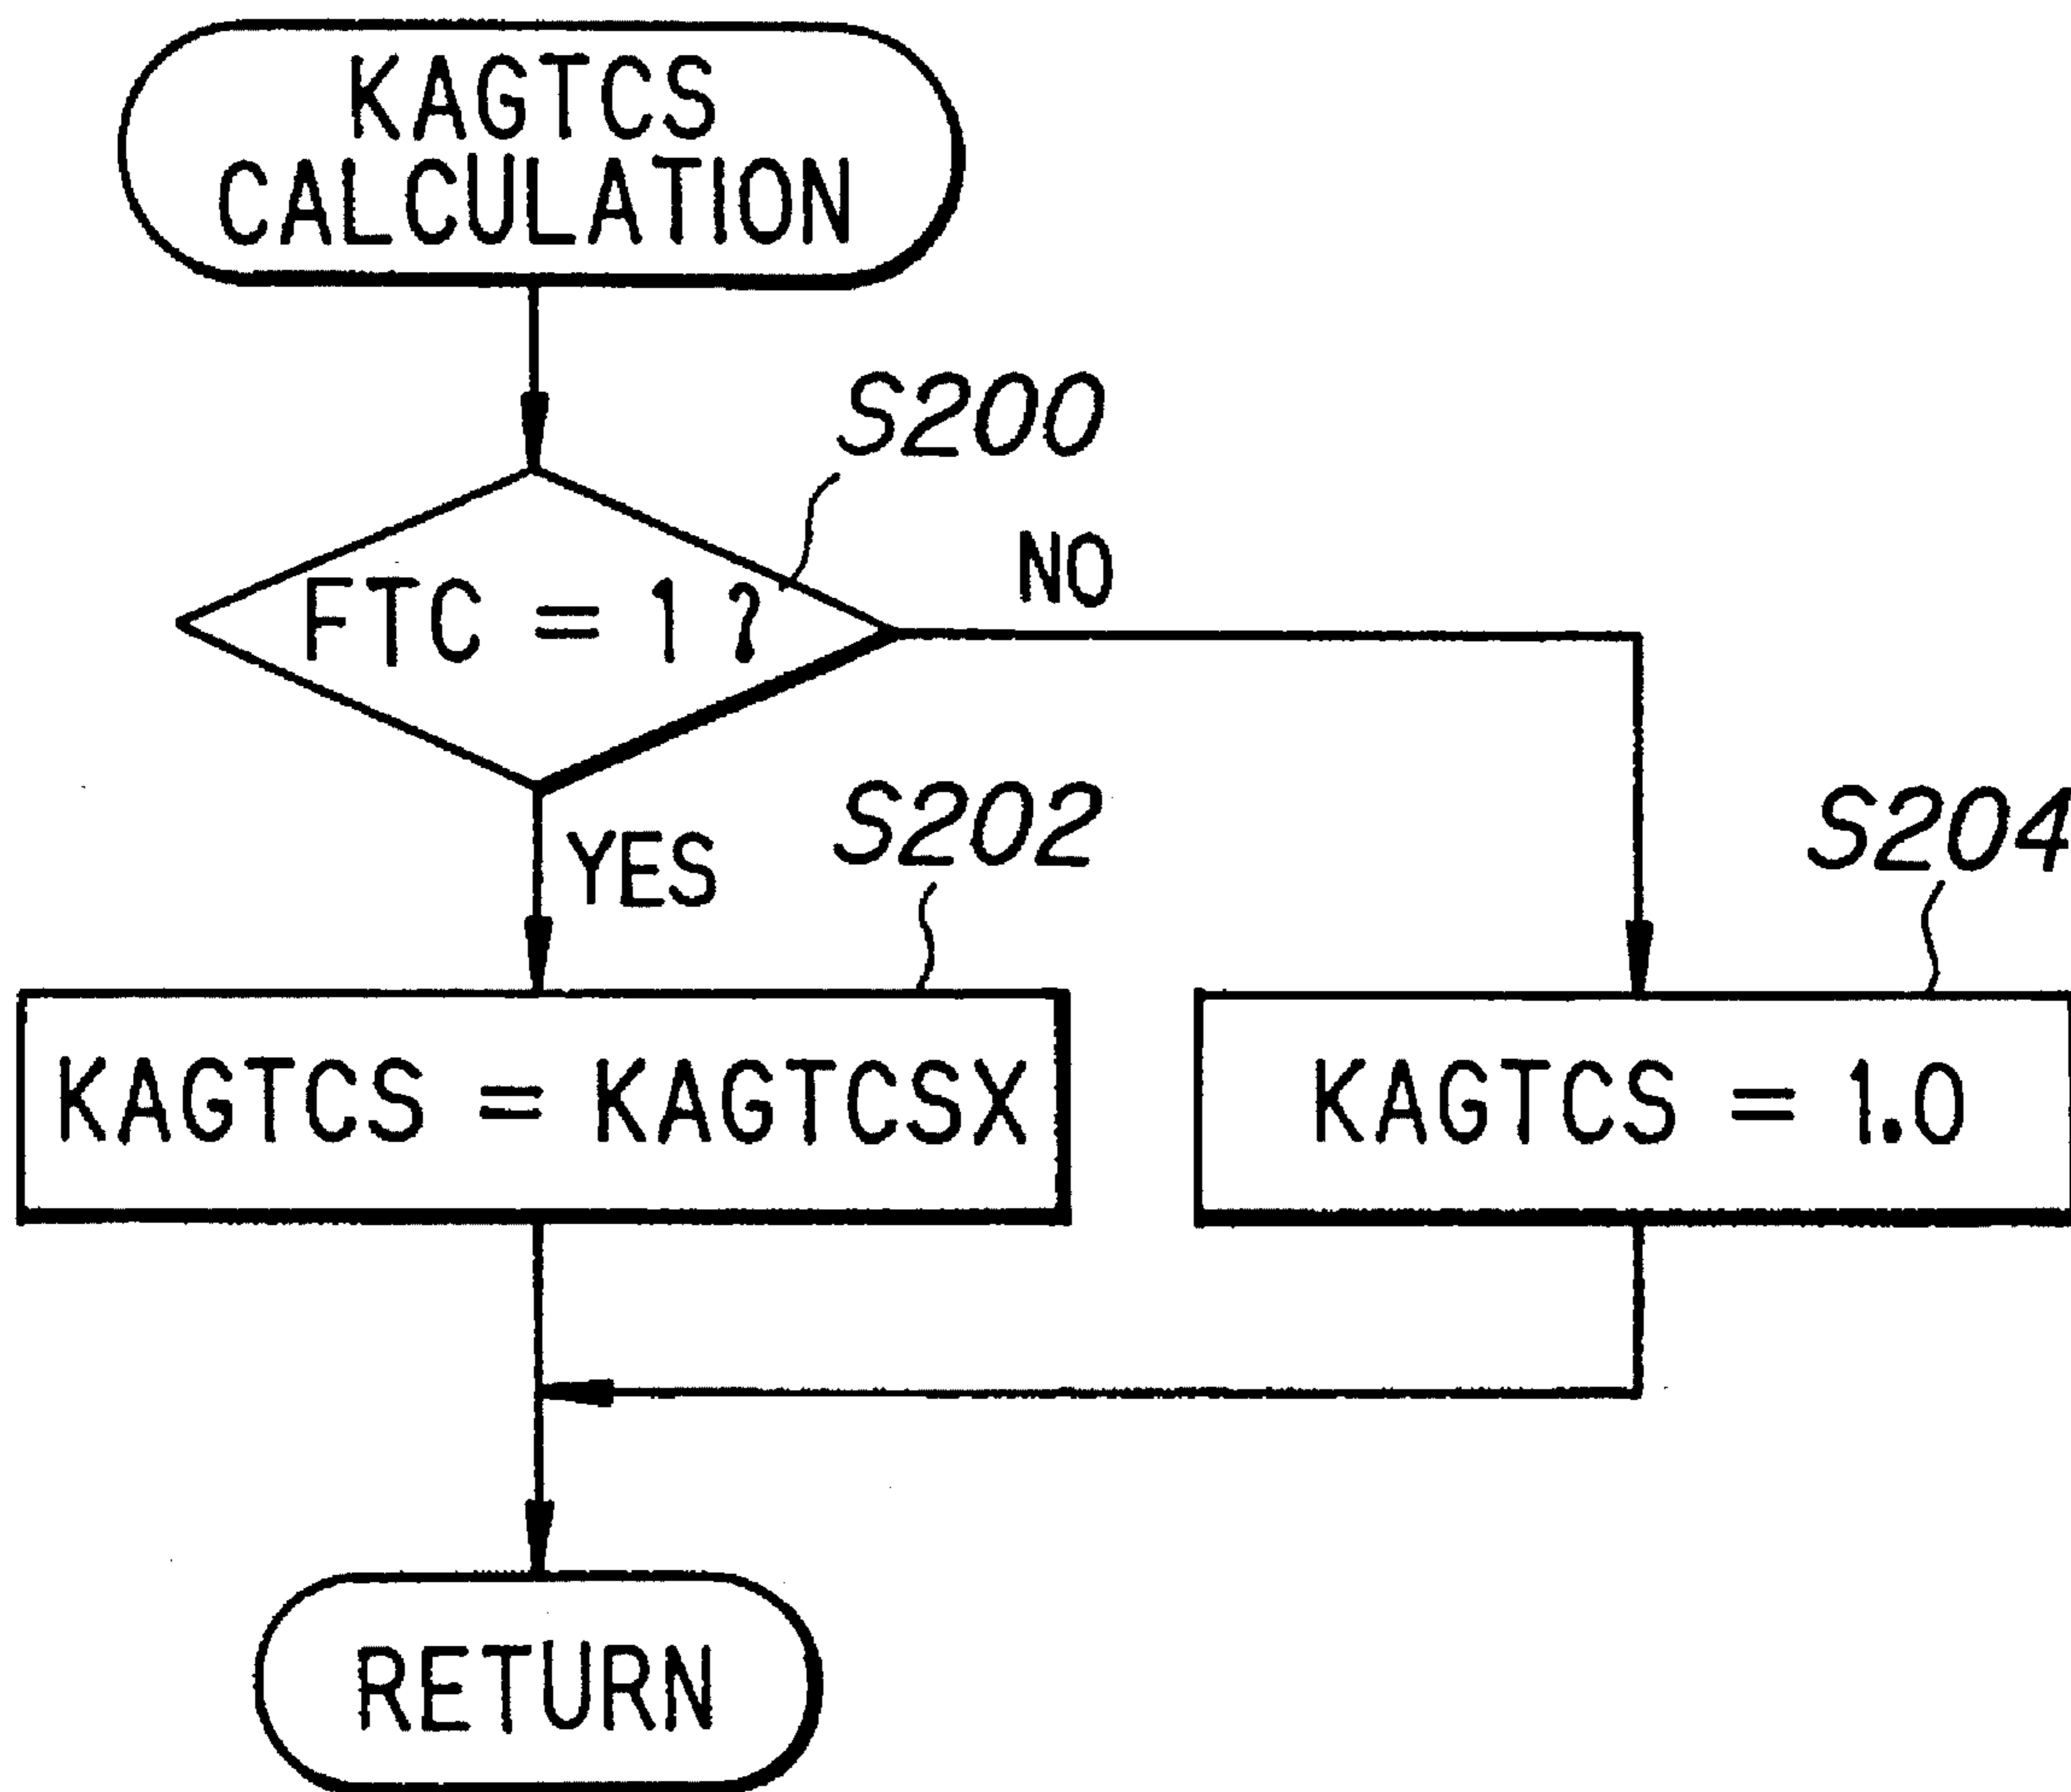 KAGTCS
CALCULATION
S200
FTC = 1 ?
NO
YES
S202
S204
KAGTCS = KAGTCSX
KAGTCS = 1.0
RETURN